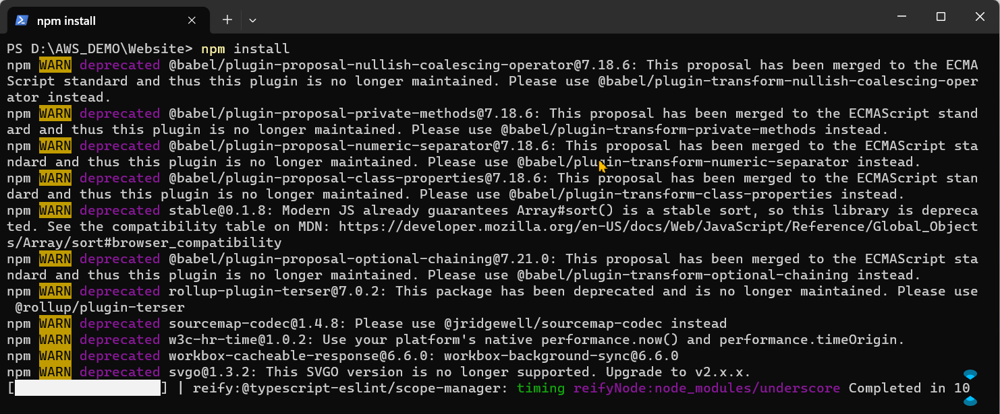 npm install
PS D:\AWS_DEMO\Website> npm install
npm WARN deprecated @babel/plugin-proposal-nullish-coalescing-operator@7.18.6: This proposal has been merged to the ECMA
Script standard and thus this plugin is no longer maintained. Please use @babel/plugin-transform-nullish-coalescing-oper
ator instead.
npm WARN deprecated @babel/plugin-proposal-private-methods@7.18.6: This proposal has been merged to the ECMAScript stand
ard and thus this plugin is no longer maintained. Please use @babel/plugin-transform-private-methods instead.
npm WARN deprecated @babel/plugin-proposal-numeric-separator@7.18.6: This proposal has been merged to the ECMAScript sta
ndard and thus this plugin is no longer maintained. Please use @babel/plugin-transform-numeric-separator instead.
npm WARN deprecated @babel/plugin-proposal-class-properties@7.18.6: This proposal has been merged to the ECMAScript stan
dard and thus this plugin is no longer maintained. Please use @babel/plugin-transform-class-properties instead.
npm WARN deprecated stable@0.1.8: Modern JS already guarantees Array#sort() is a stable sort, so this library is depreca
ted. See the compatibility table on MDN: https://developer.mozilla.org/en-US/docs/Web/JavaScript/Reference/Global_Object
s/Array/sort#browser_compatibility
npm WARN deprecated @babel/plugin-proposal-optional-chaining@7.21.0: This proposal has been merged to the ECMAScript sta
ndard and thus this plugin is no longer maintained. Please use @babel/plugin-transform-optional-chaining instead.
npm WARN deprecated rollup-plugin-terser@7.0.2: This package has been deprecated and is no longer maintained. Please use
 @rollup/plugin-terser
npm WARN deprecated sourcemap-codec@1.4.8: Please use @jridgewell/sourcemap-codec instead
npm WARN deprecated w3c-hr-time@1.0.2: Use your platform's native performance.now() and performance.timeOrigin.
npm WARN deprecated workbox-cacheable-response@6.6.0: workbox-background-sync@6.6.0
npm WARN deprecated svgo@1.3.2: This SVGO version is no longer supported. Upgrade to v2.x.x.
[                  ] | reify:@typescript-eslint/scope-manager: timing reifyNode:node_modules/underscore Completed in 10